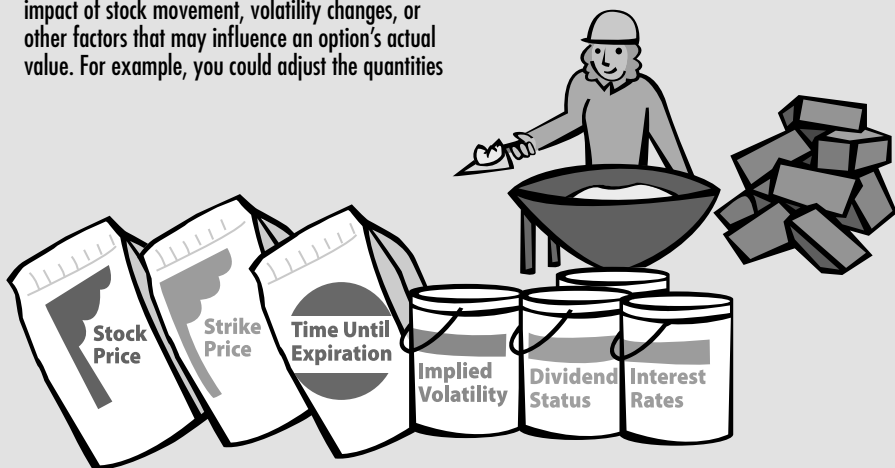 impact of stock movement, volatility changes, or
other factors that may influence an option’s actual
value. For example, you could adjust the quantities
Stock
Price
Strike
Price
Time Until
Expiration
Implied
Volatility
Dividend
Status
Interest
Rates